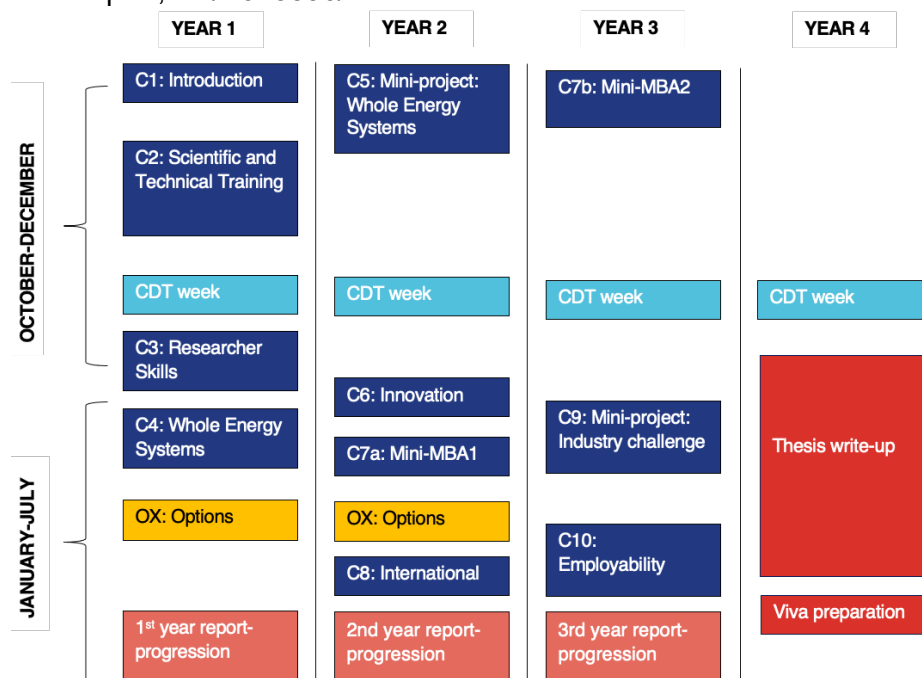 YEAR 1
YEAR 2
YEAR 3
YEAR 4
OCTOBER-DECEMBER
JANUARY-JULY
C1: Introduction
C2: Scientific and
Technical Training
CDT week
C3: Researcher
Skills
C4: Whole Energy
Systems
OX: Options
1st year report-
progression
C5: Mini-project:
Whole Energy
Systems
CDT week
C6: Innovation
C7a: Mini-MBA1
OX: Options
C8: International
2nd year report-
progression
C7b: Mini-MBA2
CDT week
C9: Mini-project:
Industry challenge
C10:
Employability
3rd year report-
progression
CDT week
Thesis write-up
Viva preparation